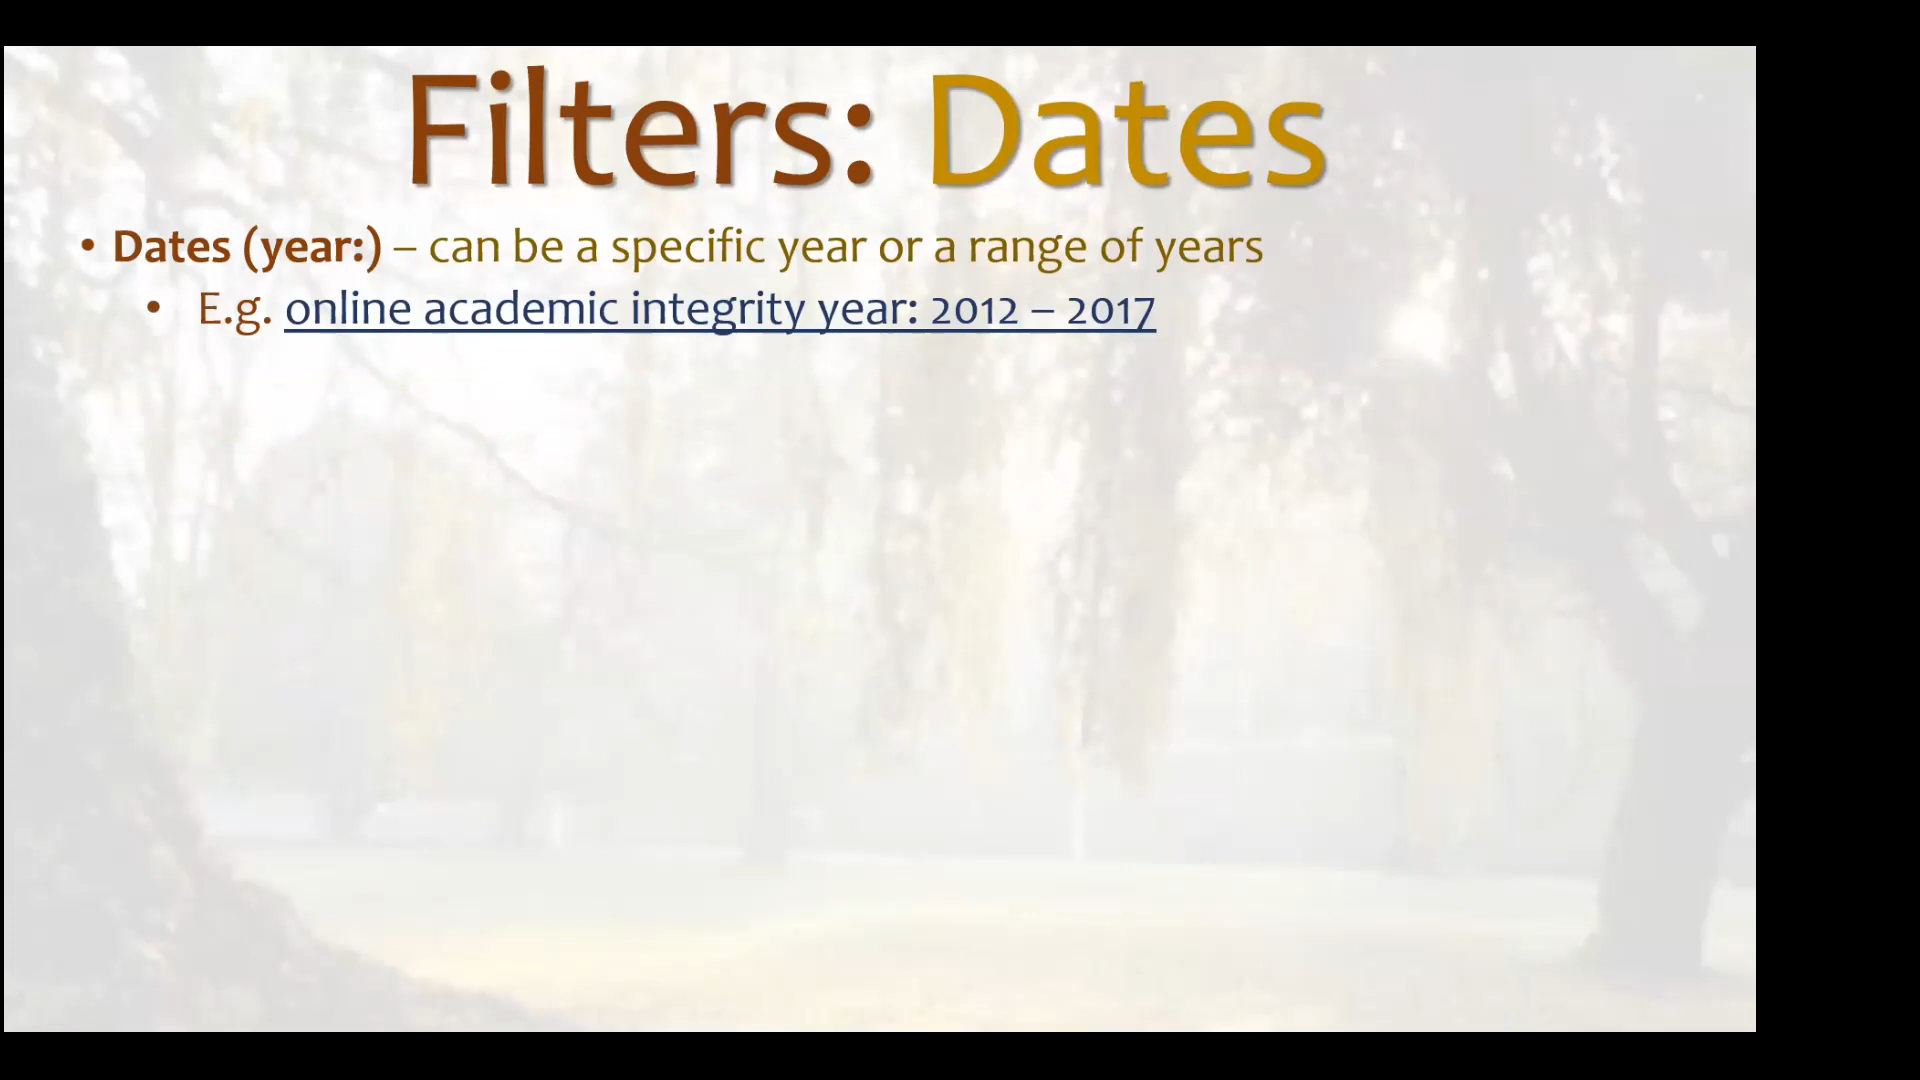 Filters: Dates
• Dates (year:) – can be a specific year or a range of years
• E.g. online academic integrity year: 2012 – 2017